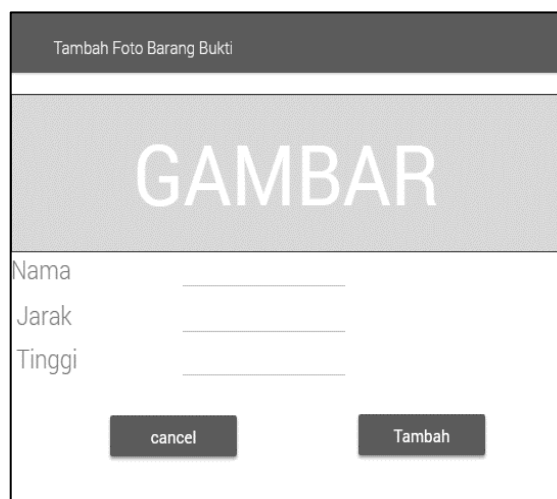 Tambah Foto Barang Bukti
GAMBAR
Nama
Jarak
Tinggi
cancel Tambah